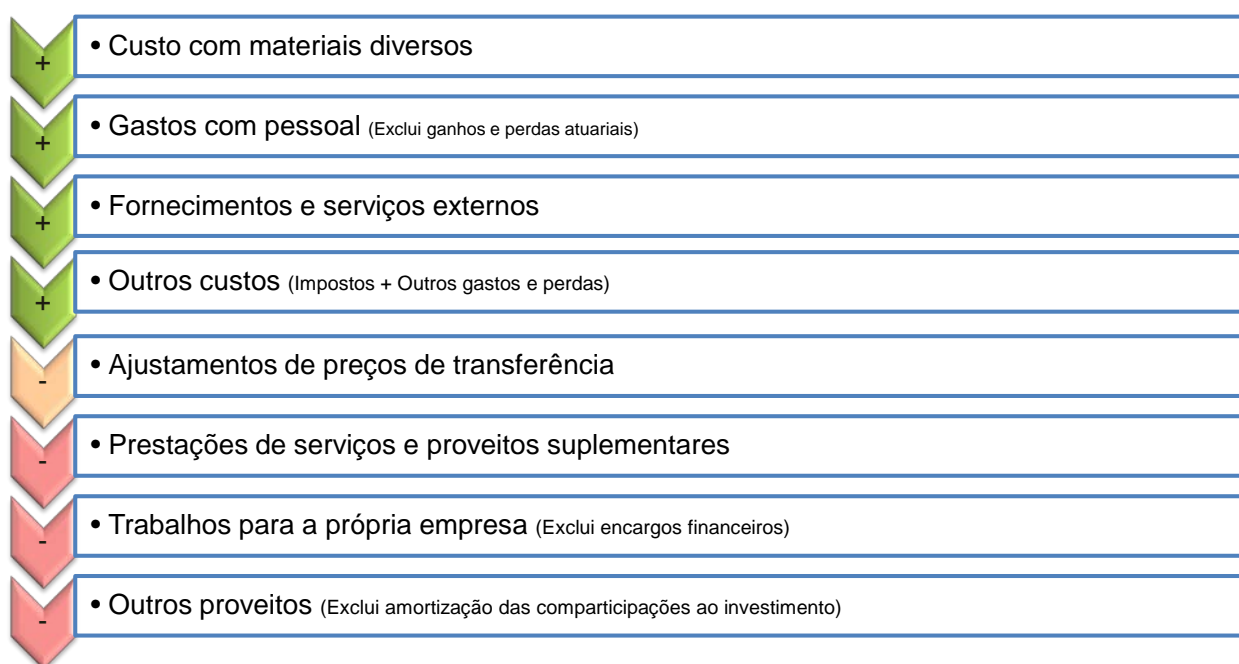 + • Custo com materiais diversos
+ • Gastos com pessoal (Exclui ganhos e perdas atuariais)
+ • Fornecimentos e serviços externos
+ • Outros custos (Impostos + Outros gastos e perdas)
- • Ajustamentos de preços de transferência
- • Prestações de serviços e proveitos suplementares
- • Trabalhos para a própria empresa (Exclui encargos financeiros)
- • Outros proveitos (Exclui amortização das comparticipações ao investimento)